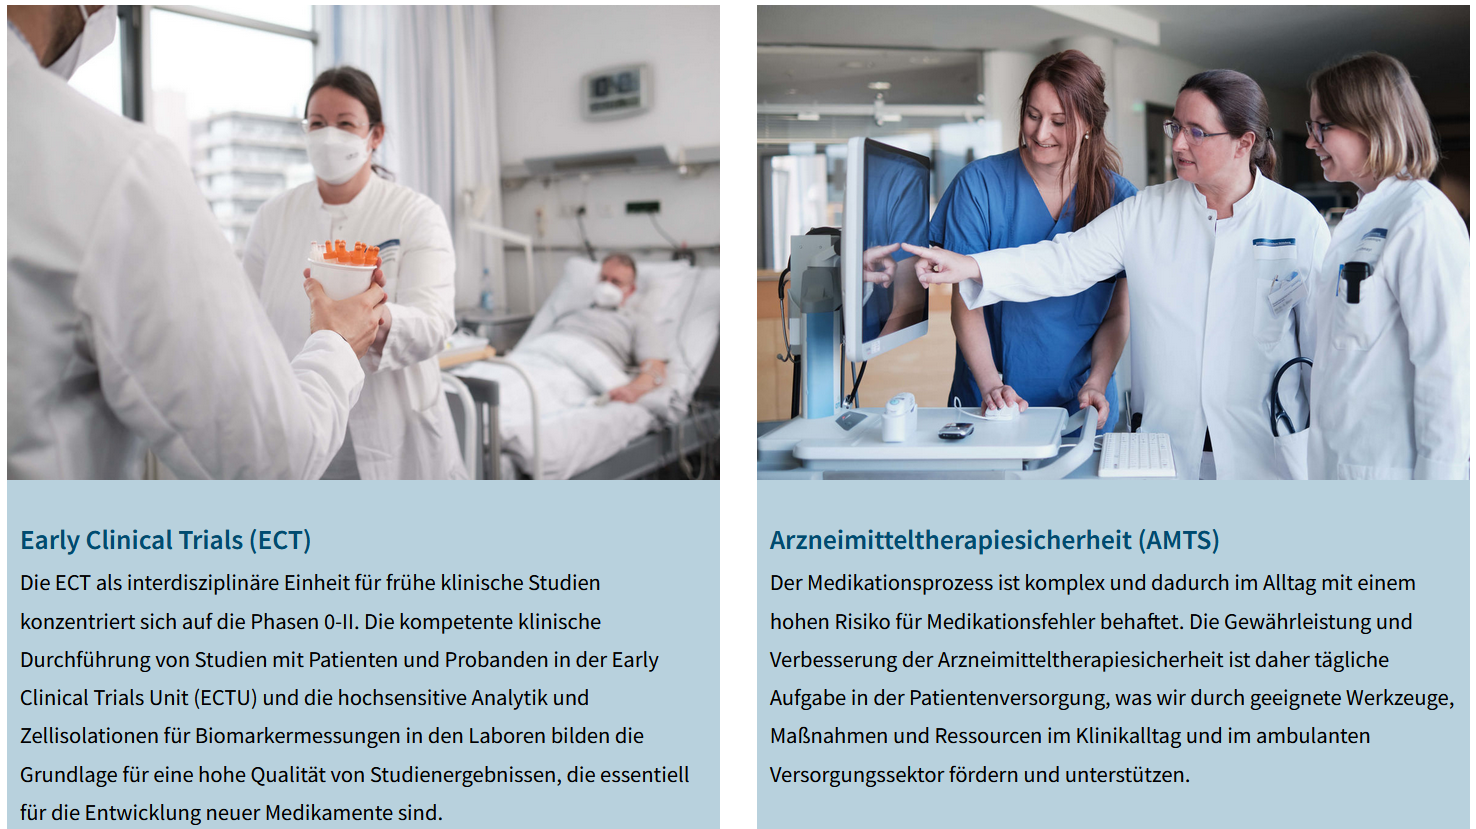 Early Clinical Trials (ECT)
Die ECT als interdisziplinäre Einheit für frühe klinische Studien
konzentriert sich auf die Phasen 0-II. Die kompetente klinische
Durchführung von Studien mit Patienten und Probanden in der Early
Clinical Trials Unit (ECTU) und die hochsensitive Analytik und
Zellisolationen für Biomarkermessungen in den Laboren bilden die
Grundlage für eine hohe Qualität von Studienergebnissen, die essentiell
für die Entwicklung neuer Medikamente sind.
Arzneimitteltherapiesicherheit (AMTS)
Der Medikationsprozess ist komplex und dadurch im Alltag mit einem
hohen Risiko für Medikationsfehler behaftet. Die Gewährleistung und
Verbesserung der Arzneimitteltherapiesicherheit ist daher tägliche
Aufgabe in der Patientenversorgung, was wir durch geeignete Werkzeuge,
Maßnahmen und Ressourcen im Klinikalltag und im ambulanten
Versorgungssektor fördern und unterstützen.